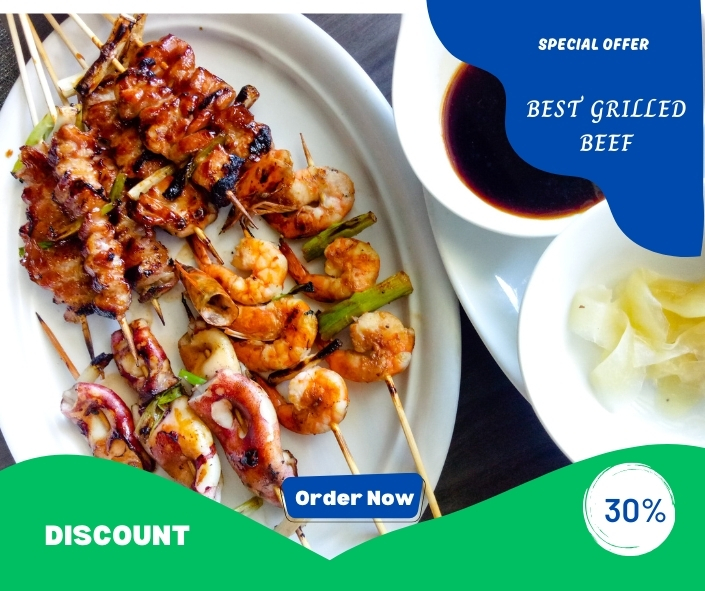 SPECIAL OFFER
BEST GRILLED
BEEF
Order Now
DISCOUNT
30%